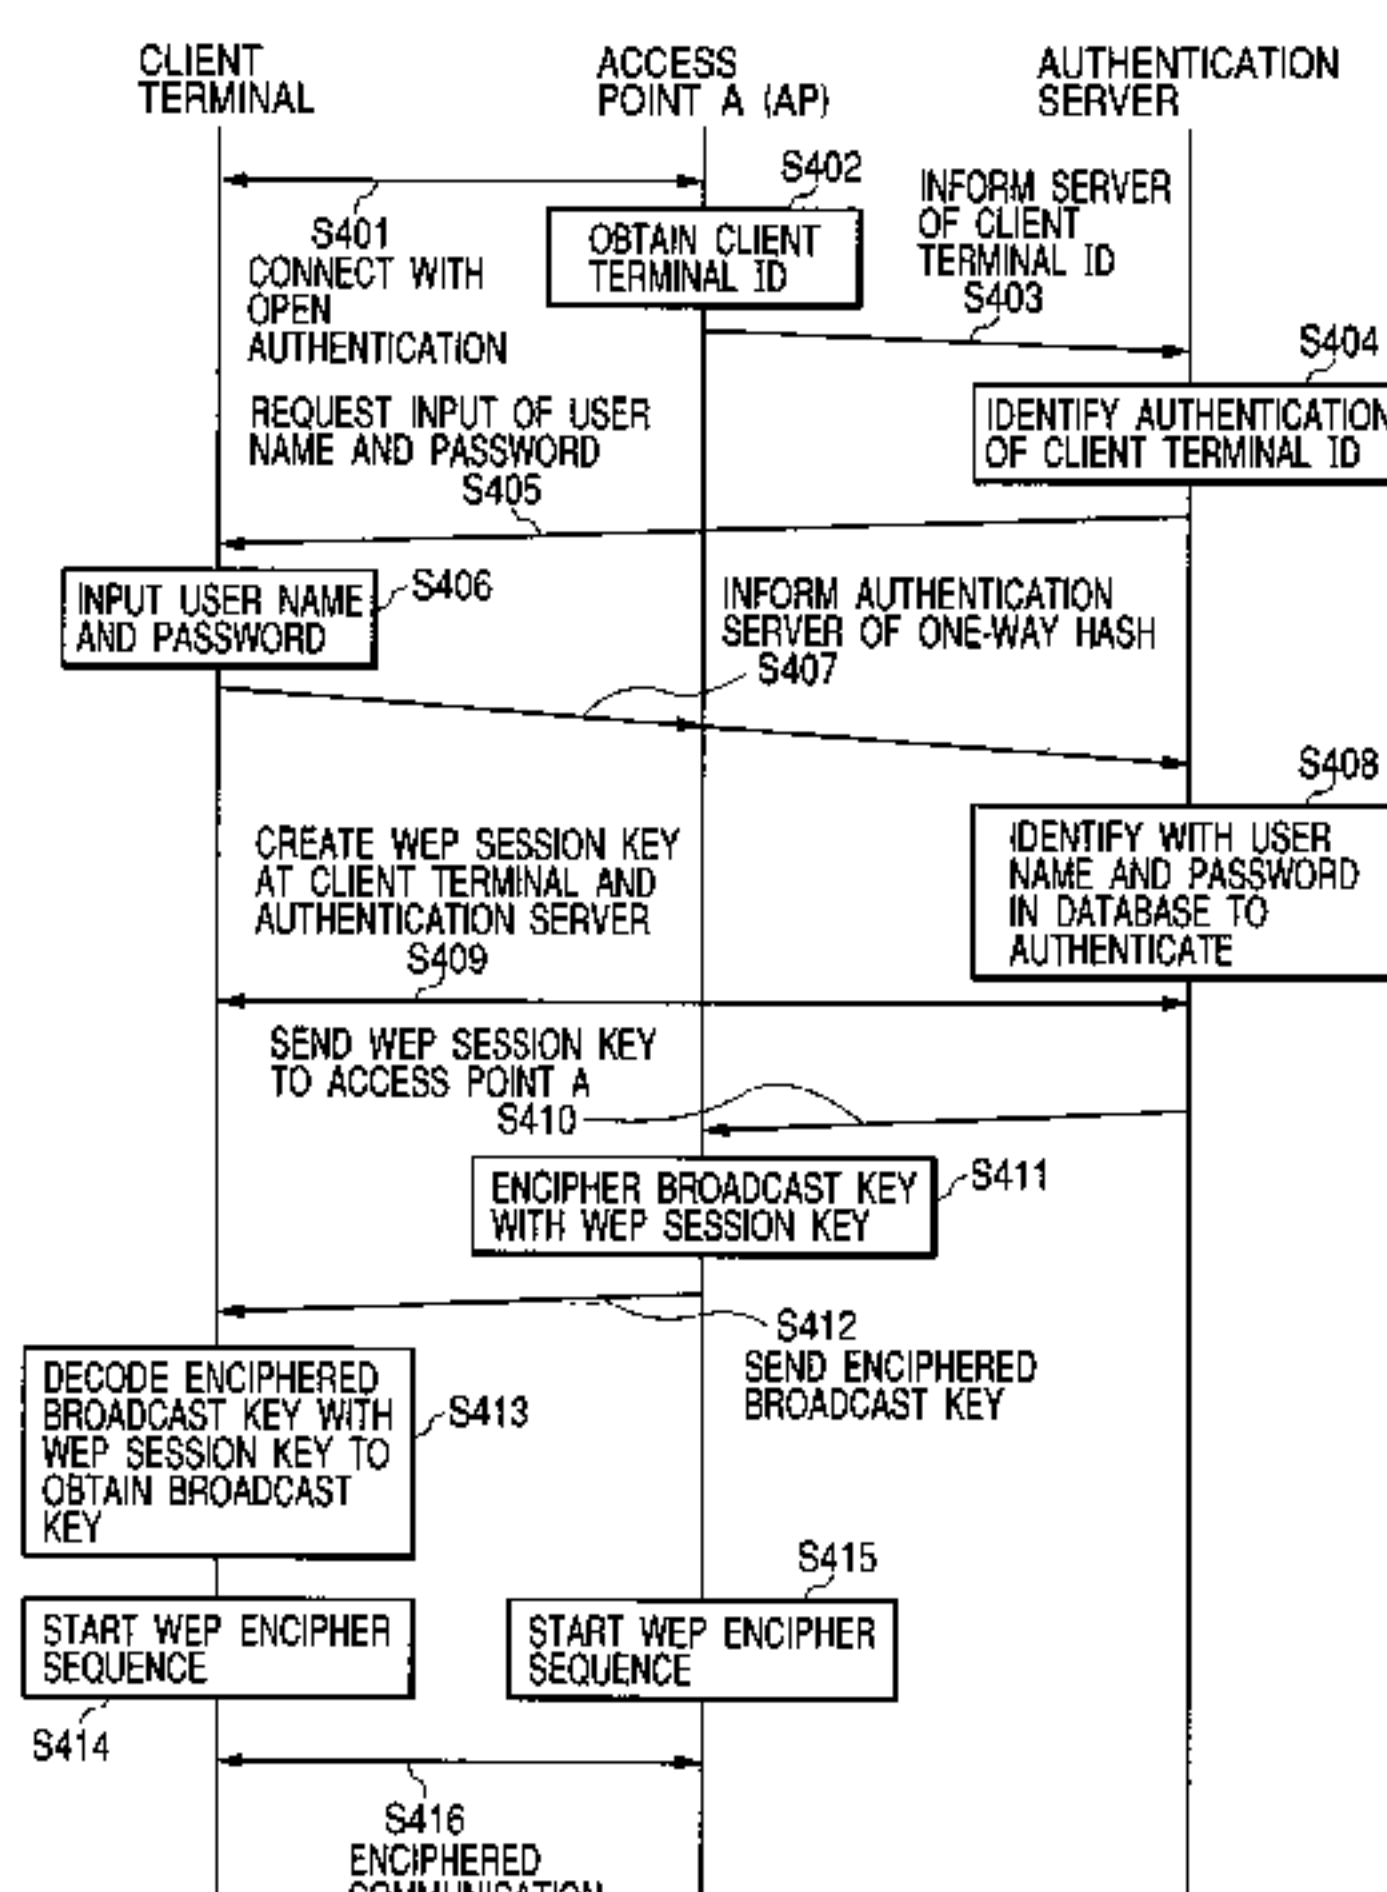 CLIENT
TERMINAL
ACCESS
POINT A (AP)
AUTHENTICATION
SERVER
S401
CONNECT WITH
OPEN
AUTHENTICATION
S402
OBTAIN CLIENT
TERMINAL ID
INFORM SERVER
OF CLIENT
TERMINAL ID
S403
S404
IDENTIFY AUTHENTICATION
OF CLIENT TERMINAL ID
REQUEST INPUT OF USER
NAME AND PASSWORD
S405
INPUT USER NAME
AND PASSWORD
S406
INFORM AUTHENTICATION
SERVER OF ONE-WAY HASH
S407
S408
IDENTIFY WITH USER
NAME AND PASSWORD
IN DATABASE TO
AUTHENTICATE
CREATE WEP SESSION KEY
AT CLIENT TERMINAL AND
AUTHENTICATION SERVER
S409
SEND WEP SESSION KEY
TO ACCESS POINT A
S410
ENCIPHER BROADCAST KEY
WITH WEP SESSION KEY
S411
S412
SEND ENCIPHERED
BROADCAST KEY
DECODE ENCIPHERED
BROADCAST KEY WITH
WEP SESSION KEY TO
OBTAIN BROADCAST
KEY
S413
START WEP ENCIPHER
SEQUENCE
S414
S415
START WEP ENCIPHER
SEQUENCE
S416
ENCIPHERED
COMMUNICATION